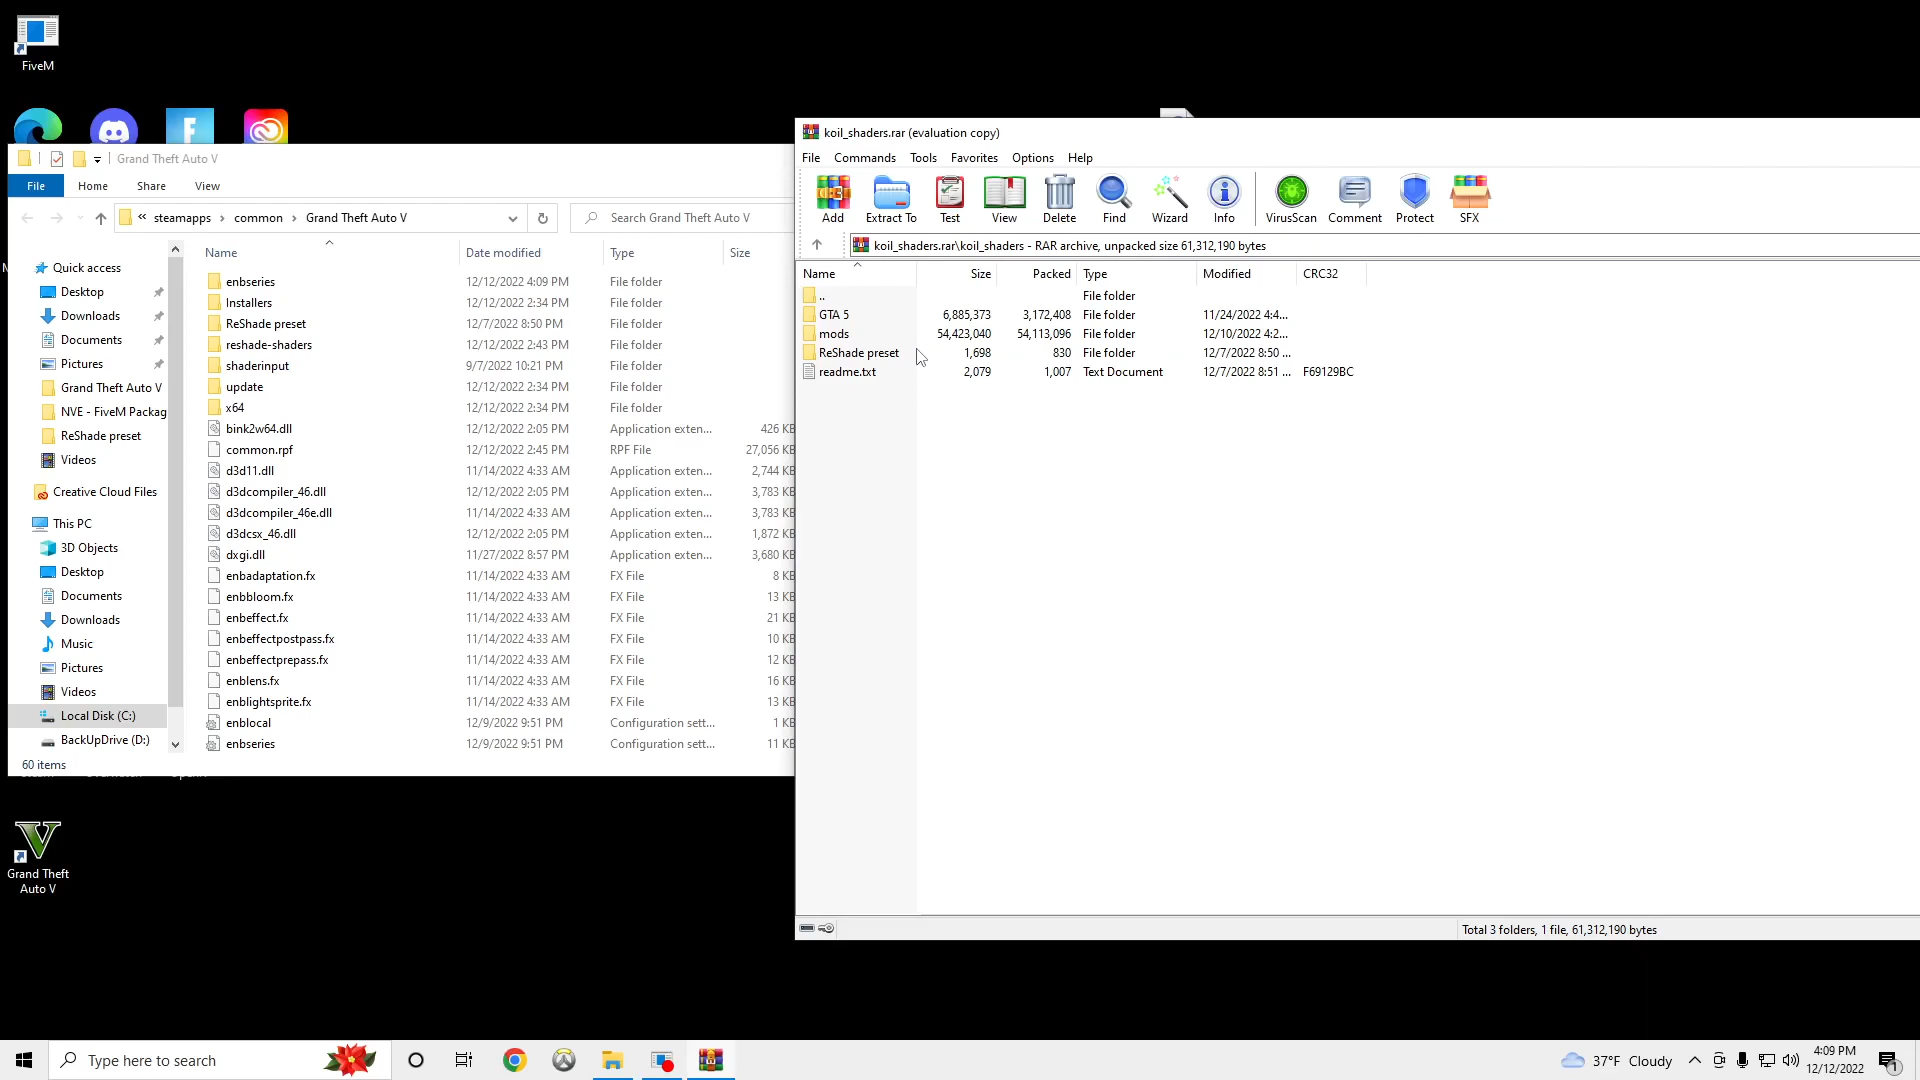 FiveM
Grand Theft Auto V
File Home Share View
steamapps common Grand Theft Auto V
Search Grand Theft Auto V
Name Date modified Type Size
Quick access
Desktop
Downloads
Documents
Pictures
Grand Theft Auto V
NVE - FiveM Packag
ReShade preset
Videos
Creative Cloud Files
This PC
3D Objects
Desktop
Documents
Downloads
Music
Pictures
Videos
Local Disk (C:)
BackUpDrive (D:)
enbseries 12/12/2022 4:09 PM File folder
Installers 12/12/2022 2:34 PM File folder
ReShade preset 12/7/2022 8:50 PM File folder
reshade-shaders 12/12/2022 2:43 PM File folder
shaderinput 9/7/2022 10:21 PM File folder
update 12/12/2022 2:34 PM File folder
x64 12/12/2022 2:34 PM File folder
bink2w64.dll 12/12/2022 2:05 PM Application exten... 426 KB
common.rpf 12/12/2022 2:45 PM RPF File 27,056 KB
d3d11.dll 11/14/2022 4:33 AM Application exten... 2,744 KB
d3dcompiler_46.dll 12/12/2022 2:05 PM Application exten... 3,783 KB
d3dcompiler_46e.dll 11/14/2022 4:33 AM Application exten... 3,783 KB
d3dcsx_46.dll 12/12/2022 2:05 PM Application exten... 1,872 KB
dxgi.dll 11/27/2022 8:57 PM Application exten... 3,680 KB
enbadaptation.fx 11/14/2022 4:33 AM FX File 8 KB
enbbloom.fx 11/14/2022 4:33 AM FX File 13 KB
enbeffect.fx 11/14/2022 4:33 AM FX File 21 KB
enbeffectpostpass.fx 11/14/2022 4:33 AM FX File 10 KB
enbeffectprepass.fx 11/14/2022 4:33 AM FX File 12 KB
enblens.fx 11/14/2022 4:33 AM FX File 16 KB
enblightsprite.fx 11/14/2022 4:33 AM FX File 13 KB
enblocal 12/9/2022 9:51 PM Configuration sett... 1 KB
enbseries 12/9/2022 9:51 PM Configuration sett... 11 KB
60 items
koil_shaders.rar (evaluation copy)
File Commands Tools Favorites Options Help
Add Extract To Test View Delete Find Wizard Info VirusScan Comment Protect SFX
koil_shaders.rar\koil_shaders - RAR archive, unpacked size 61,312,190 bytes
Name Size Packed Type Modified CRC32
.. File folder
GTA 5 6,885,373 3,172,408 File folder 11/24/2022 4:4...
mods 54,423,040 54,113,096 File folder 12/10/2022 4:2...
ReShade preset 1,698 830 File folder 12/7/2022 8:50 ...
readme.txt 2,079 1,007 Text Document 12/7/2022 8:51 ... F69129BC
Total 3 folders, 1 file, 61,312,190 bytes
Grand Theft
Auto V
Type here to search
37°F Cloudy
4:09 PM
12/12/2022
1